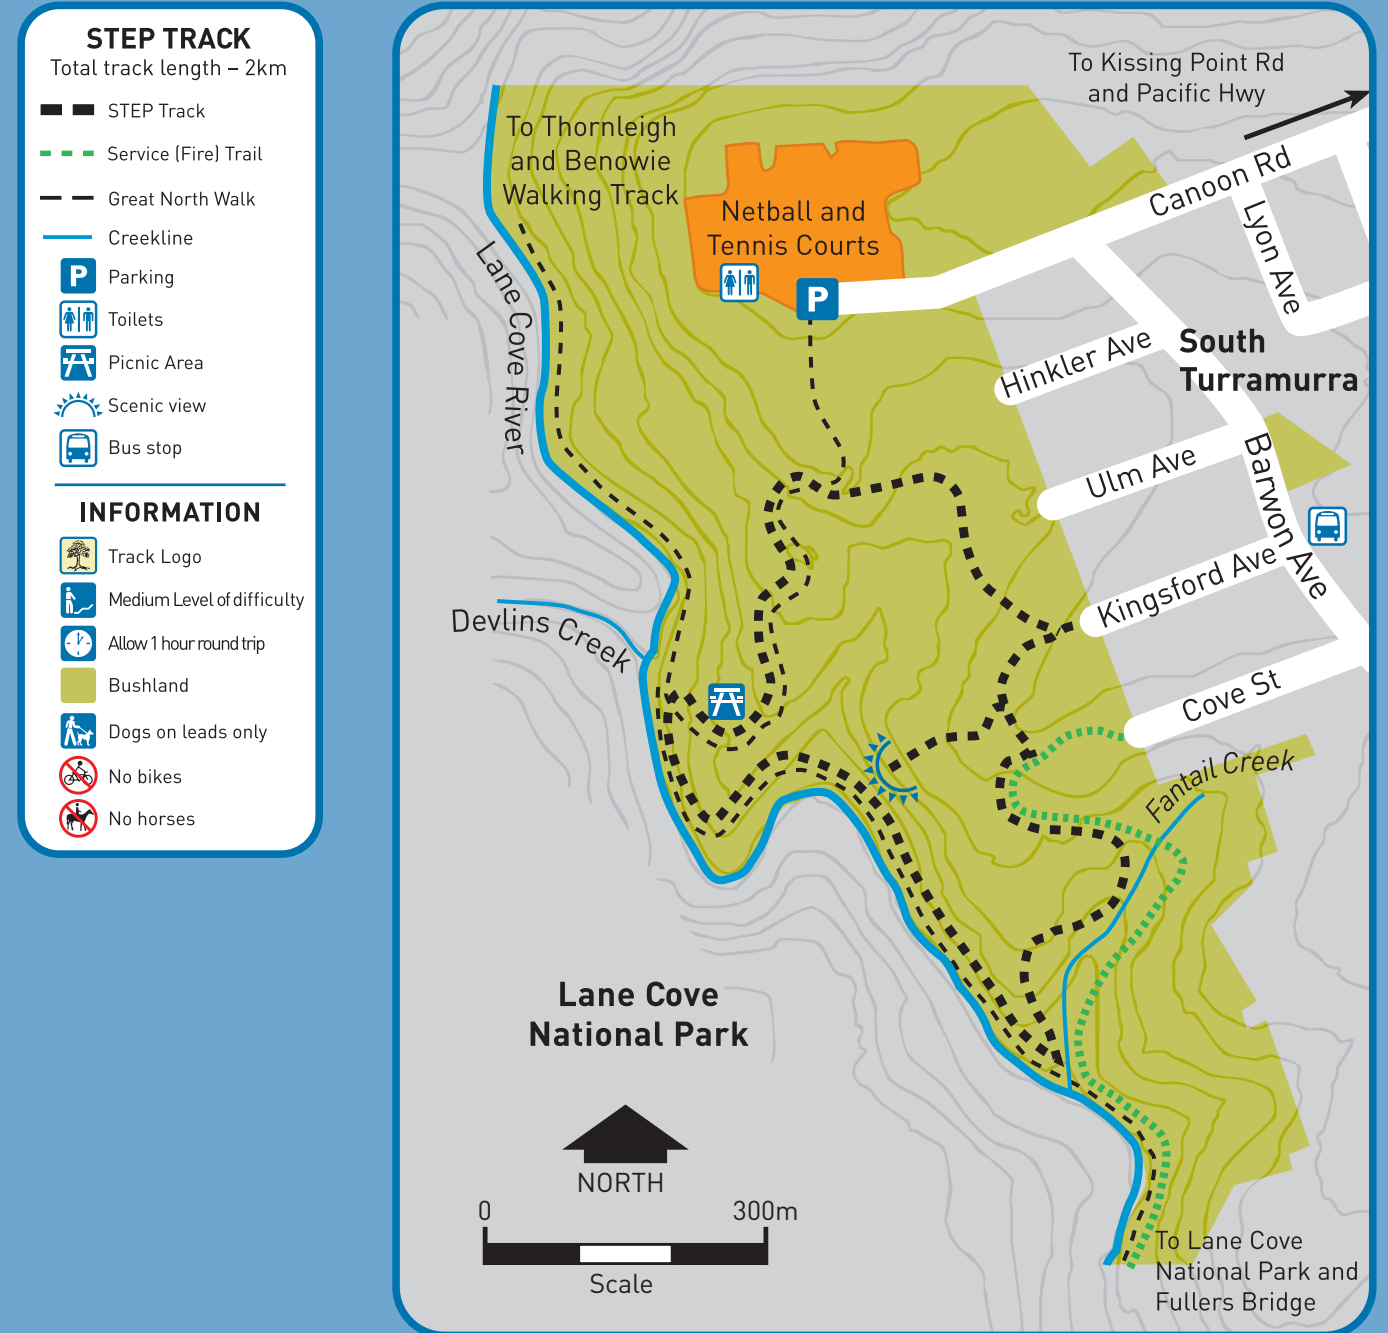 STEP TRACK
Total track length – 2km
STEP Track
Service (Fire) Trail
Great North Walk
Creekline
P
Parking
Toilets
Picnic Area
Scenic view
Bus stop
INFORMATION
Track Logo
Medium Level of difficulty
Allow 1 hour round trip
Bushland
Dogs on leads only
No bikes
No horses
To Kissing Point Rd
and Pacific Hwy
To Thornleigh
and Benowie
Walking Track
Canoon Rd
Lyon Ave
Netball and
Tennis Courts
P
Lane Cove River
Hinkler Ave
South
Turramurra
Ulm Ave
Barwon Ave
Kingsford Ave
Devlins Creek
Cove St
Fantail Creek
Lane Cove
National Park
NORTH
0
300m
Scale
To Lane Cove
National Park and
Fullers Bridge